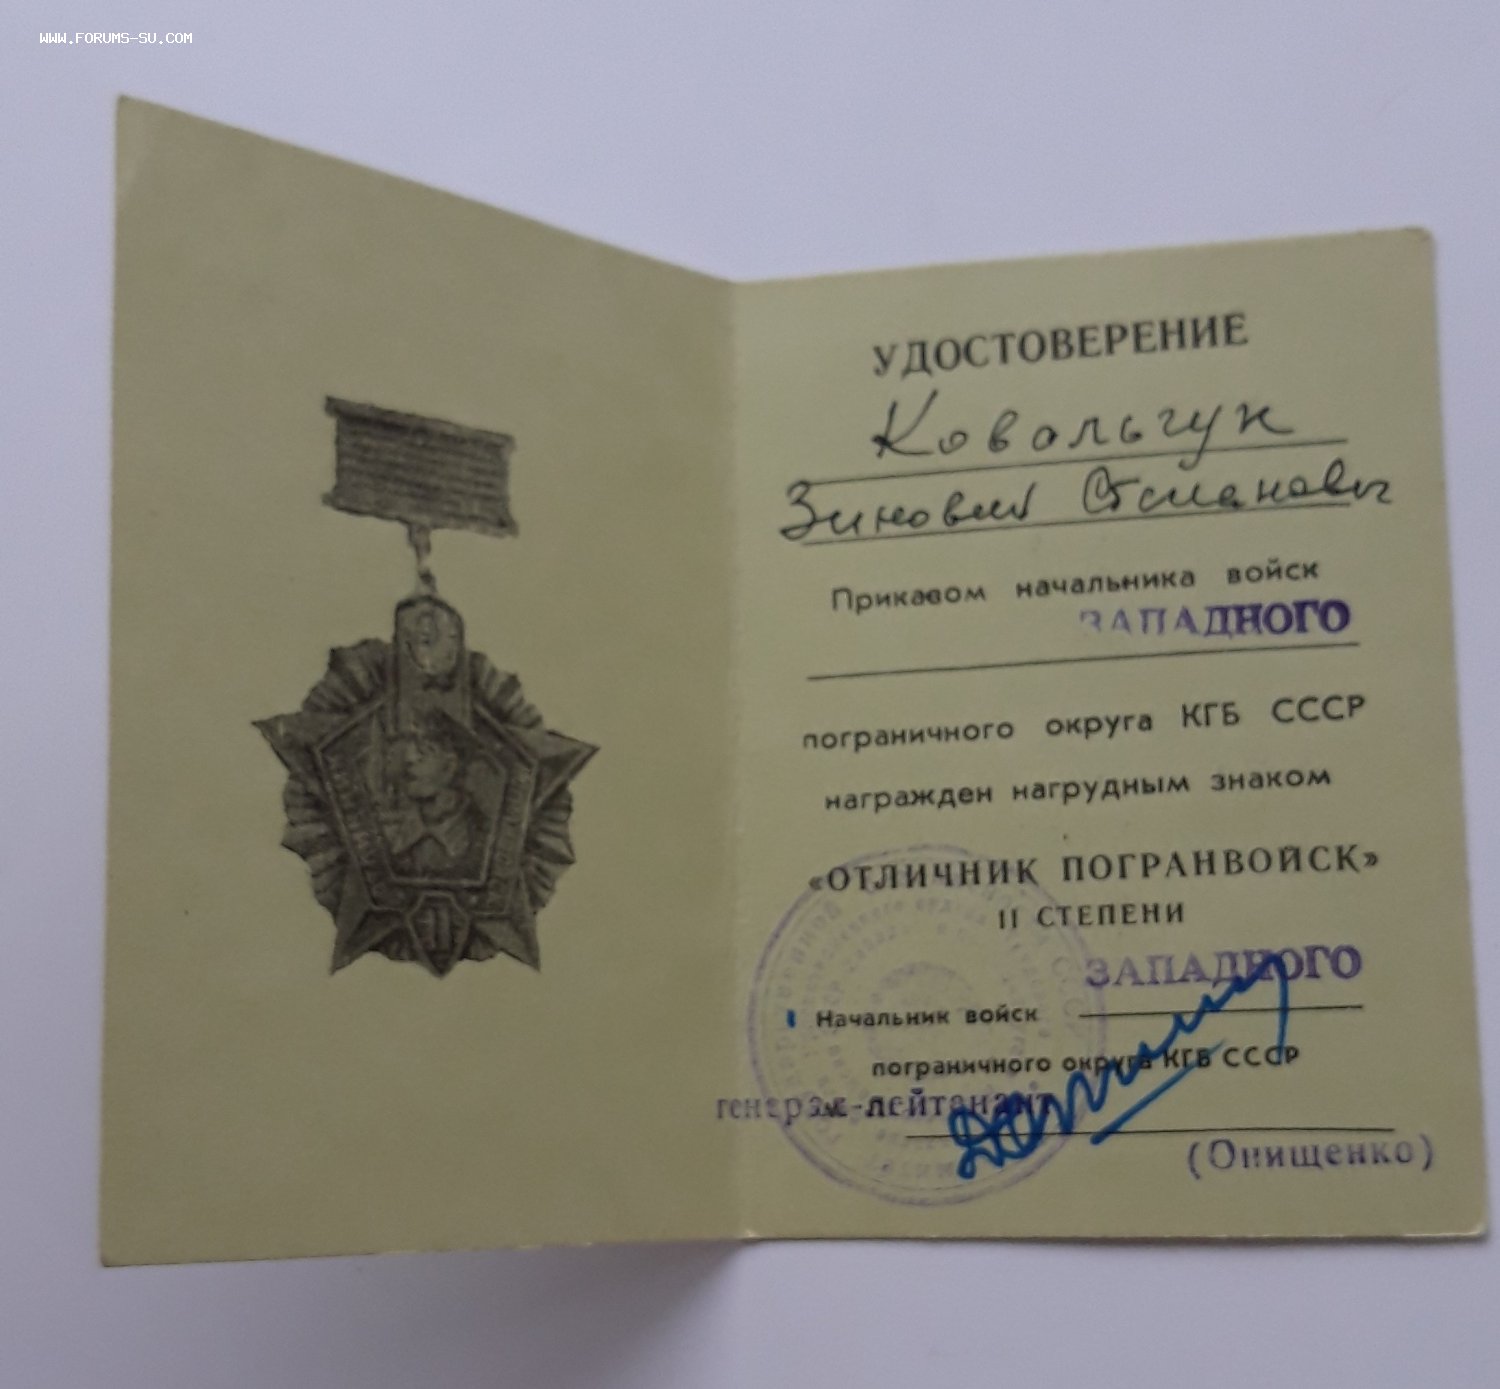 WWW.FORUMS-SU.COM
УДОСТОВЕРЕНИЕ
Ковальчук
Зиновий Степанович
Приказом начальника войск
ЗАПАДНОГО
пограничного округа КГБ СССР
награжден нагрудным знаком
«ОТЛИЧНИК ПОГРАНВОЙСК»
II СТЕПЕНИ
ЗАПАДНОГО
Начальник войск
пограничного округа КГБ СССР
генерал-лейтенант
(Онищенко)